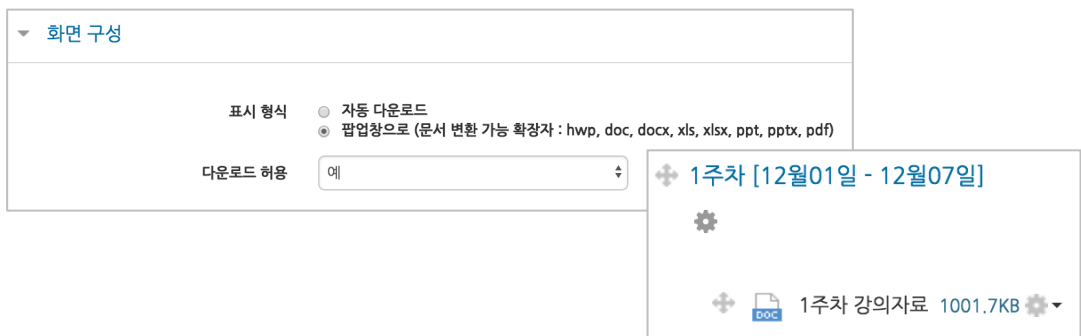 화면 구성
표시 형식
자동 다운로드
팝업창으로 (문서 변환 가능 확장자 : hwp, doc, docx, xls, xlsx, ppt, pptx, pdf)
다운로드 허용
예
1주차 [12월01일 - 12월07일]
DOC
1주차 강의자료 1001.7KB